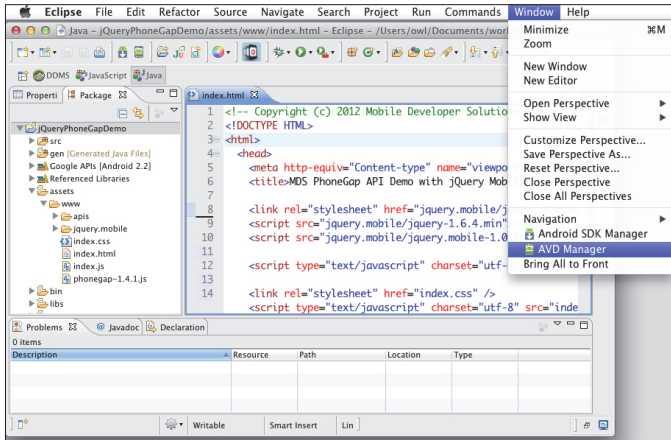 Eclipse File Edit Refactor Source Navigate Search Project Run Commands Window Help
Java - jQueryPhoneGapDemo/assets/www/index.html - Eclipse - /Users/owl/Documents/wor
Minimize ⌘M
Zoom
New Window
New Editor
Open Perspective
Show View
Customize Perspective...
Save Perspective As...
Reset Perspective...
Close Perspective
Close All Perspectives
Navigation
Android SDK Manager
AVD Manager
Bring All to Front
DDMS JavaScript Java
Properti Package
jQueryPhoneGapDemo
src
gen [Generated Java Files]
Google APIs [Android 2.2]
Referenced Libraries
assets
www
apis
jquery.mobile
index.css
index.html
index.js
phonegap-1.4.1.js
bin
libs
index.html
1 <!-- Copyright (c) 2012 Mobile Developer Solutio
2 <!DOCTYPE HTML>
3 <html>
4 <head>
5 <meta http-equiv="Content-type" name="viewpo
6 <title>MDS PhoneGap API Demo with jQuery Mob
7
8 <link rel="stylesheet" href="jquery.mobile/j
9 <script src="jquery.mobile/jquery-1.6.4.min"
10 <script src="jquery.mobile/jquery.mobile-1.0
11
12 <script type="text/javascript" charset="utf-
13
14 <link rel="stylesheet" href="index.css" />
<script type="text/javascript" charset="utf-8" src="inde
Problems @ Javadoc Declaration
0 items
Description Resource Path Location Type
Writable Smart Insert Lin